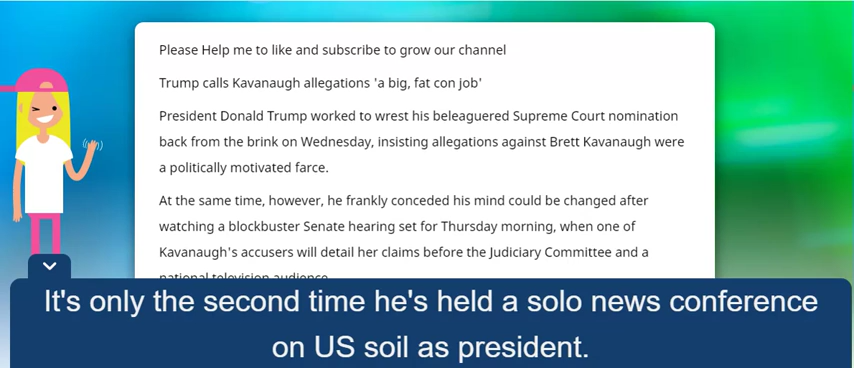 Please Help me to like and subscribe to grow our channel
Trump calls Kavanaugh allegations 'a big, fat con job'
President Donald Trump worked to wrest his beleaguered Supreme Court nomination
back from the brink on Wednesday, insisting allegations against Brett Kavanaugh were
a politically motivated farce.
At the same time, however, he frankly conceded his mind could be changed after
watching a blockbuster Senate hearing set for Thursday morning, when one of
Kavanaugh's accusers will detail her claims before the Judiciary Committee and a
national television audience.
It's only the second time he's held a solo news conference
on US soil as president.